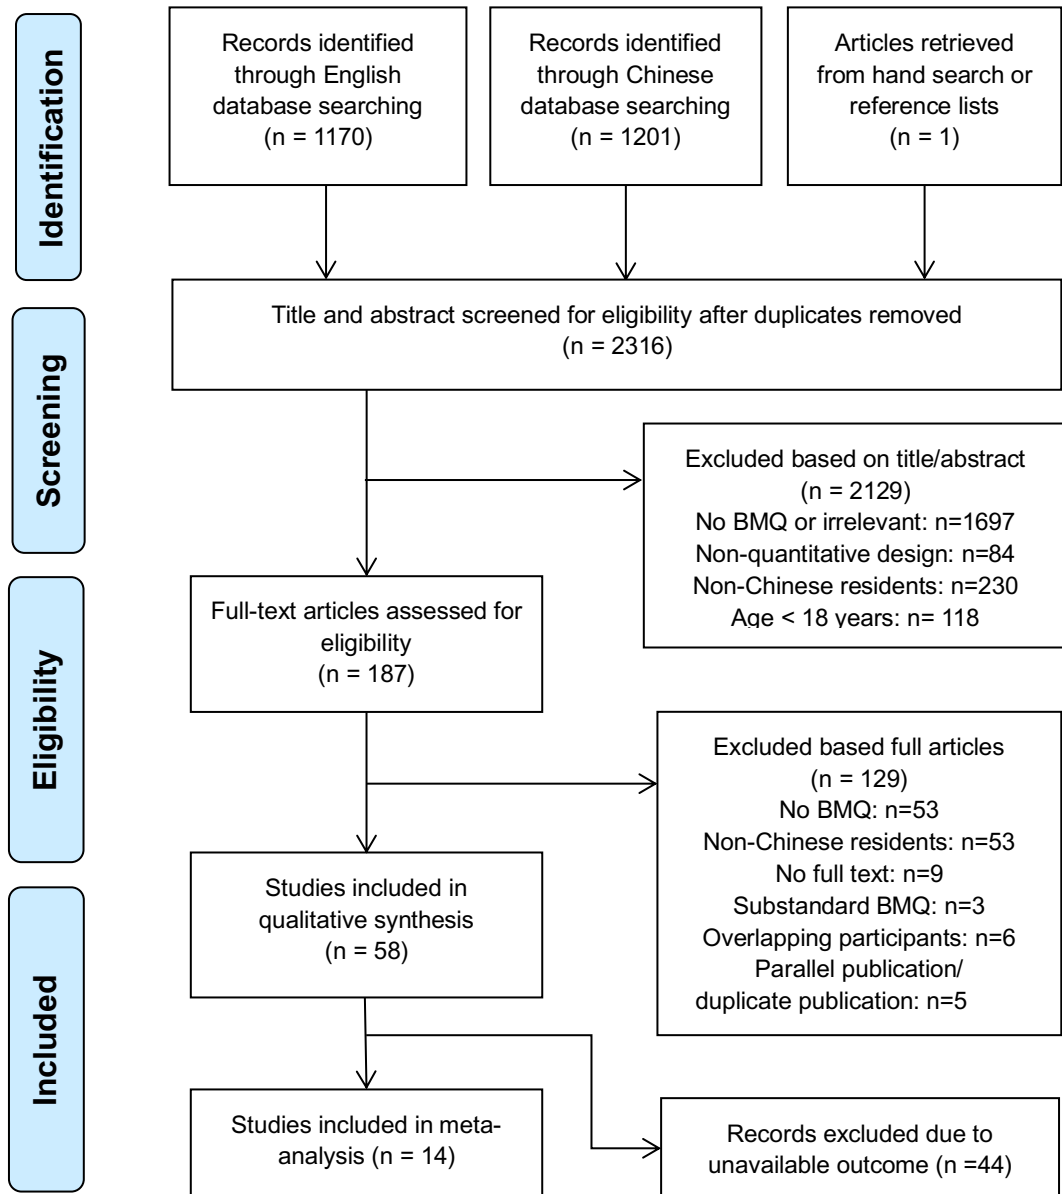 Identification
Records identified
through English
database searching
(n = 1170)
Records identified
through Chinese
database searching
(n = 1201)
Articles retrieved
from hand search or
reference lists
(n = 1)
Title and abstract screened for eligibility after duplicates removed
(n = 2316)
Screening
Excluded based on title/abstract
(n = 2129)
No BMQ or irrelevant: n=1697
Non-quantitative design: n=84
Non-Chinese residents: n=230
Age < 18 years: n= 118
Eligibility
Full-text articles assessed for
eligibility
(n = 187)
Excluded based full articles
(n = 129)
No BMQ: n=53
Non-Chinese residents: n=53
No full text: n=9
Substandard BMQ: n=3
Overlapping participants: n=6
Parallel publication/
duplicate publication: n=5
Included
Studies included in
qualitative synthesis
(n = 58)
Studies included in meta-
analysis (n = 14)
Records excluded due to
unavailable outcome (n =44)